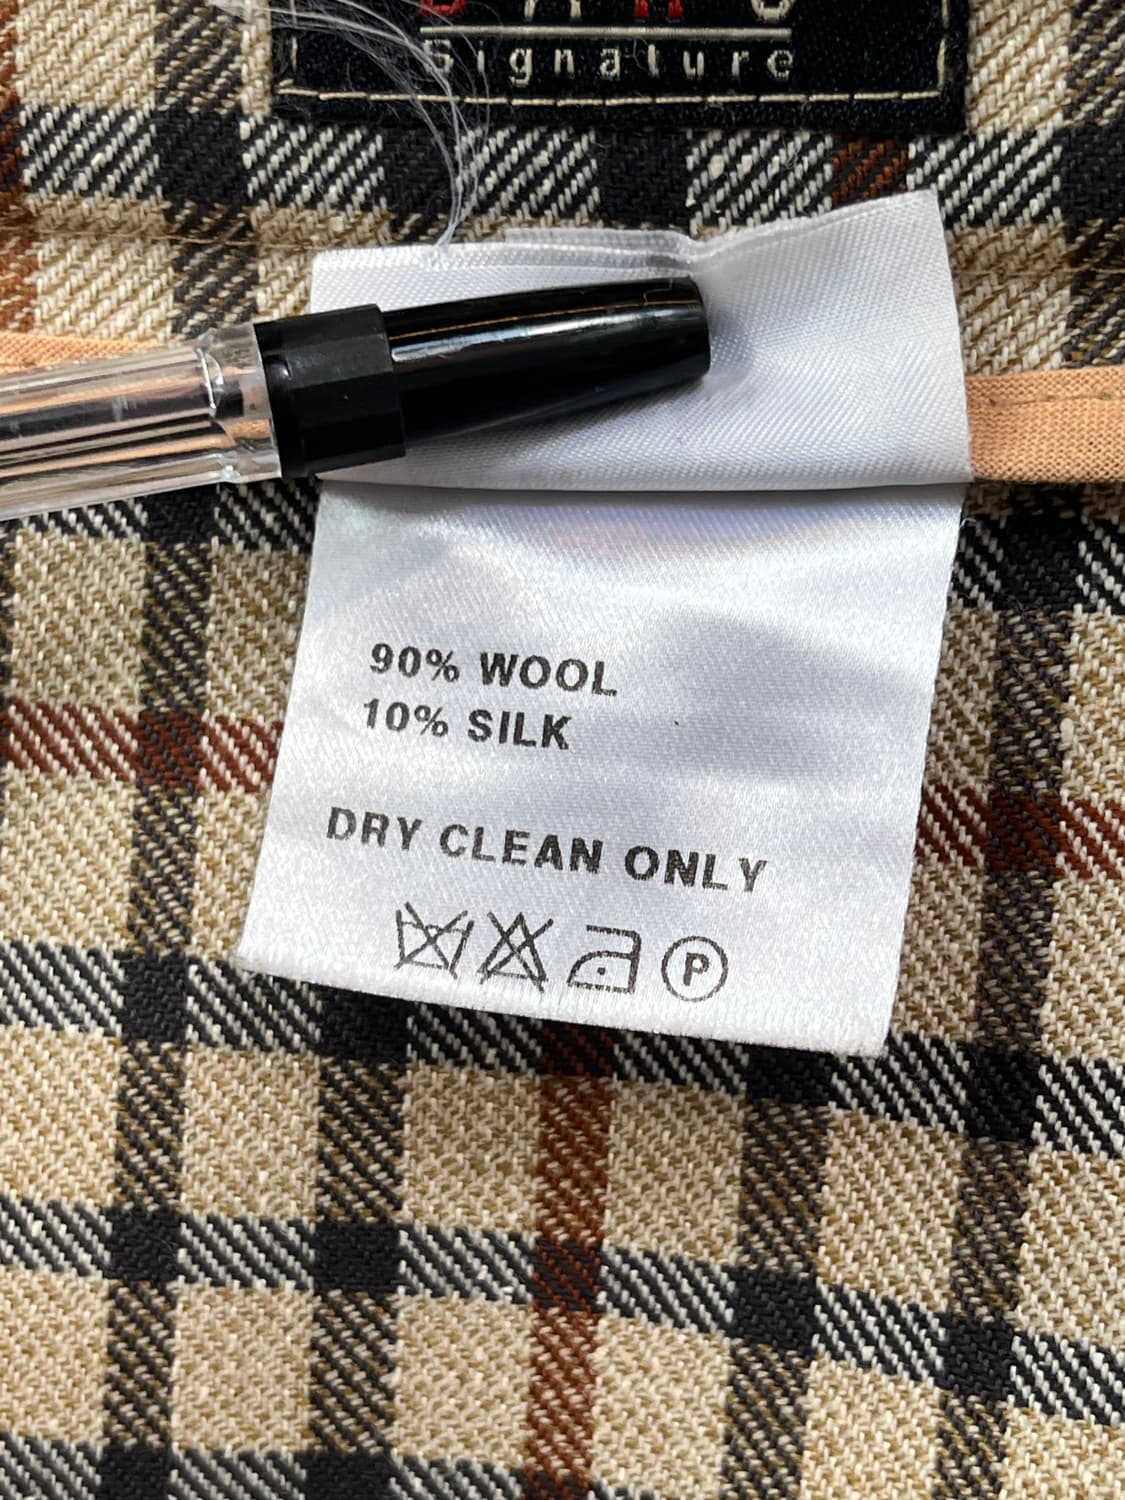 Signature
90% WOOL
10% SILK
DRY CLEAN ONLY
P